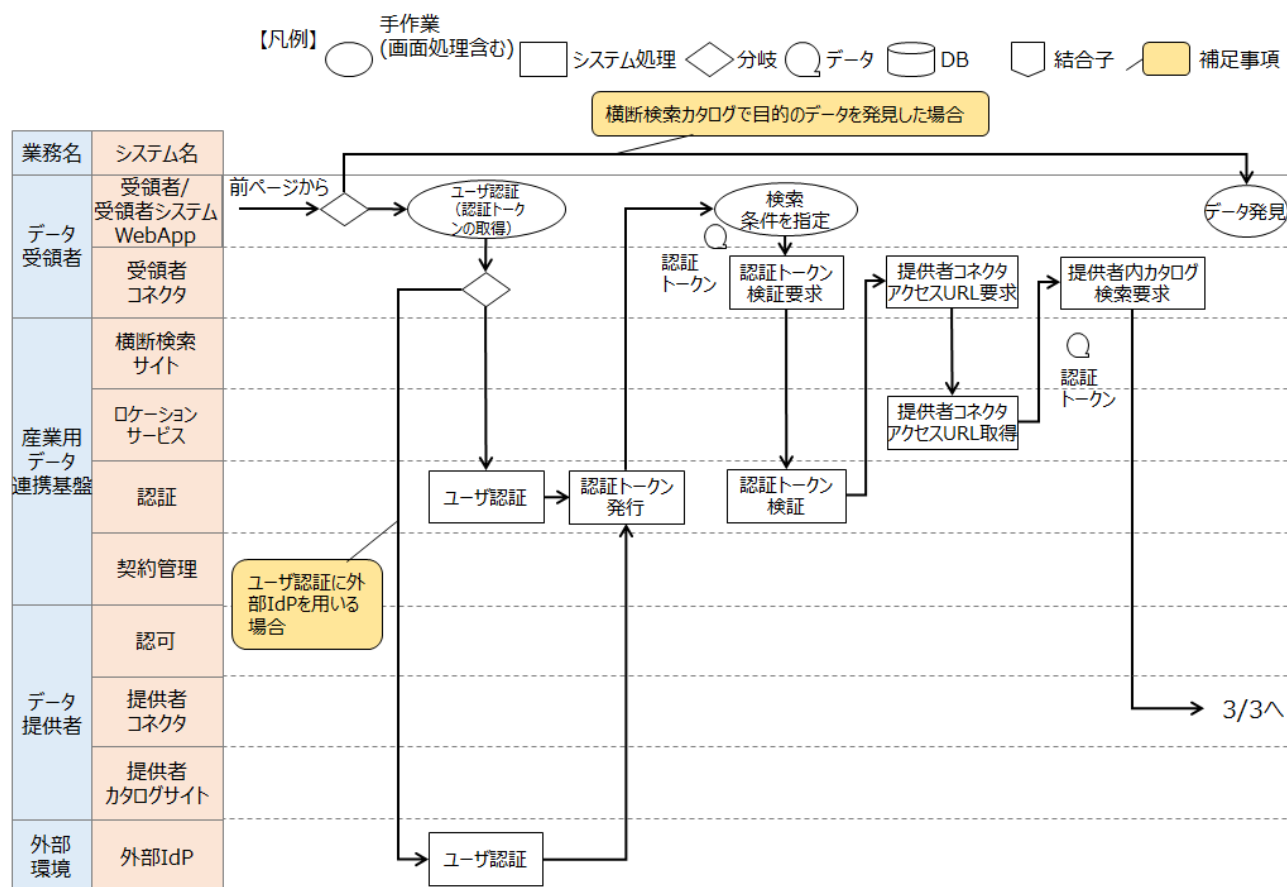 【凡例】
手作業
(画面処理含む)
システム処理
分岐
データ
DB
結合子
補足事項
横断検索カタログで目的のデータを発見した場合
業務名
システム名
データ
受領者
受領者/
受領者システム
WebApp
前ページから
ユーザ認証
(認証トーク
ンの取得)
検索
条件を指定
データ発見
受領者
コネクタ
認証
トークン
認証トークン
検証要求
提供者コネクタ
アクセスURL要求
提供者内カタログ
検索要求
産業用
データ
連携基盤
横断検索
サイト
認証
トークン
ロケーション
サービス
提供者コネクタ
アクセスURL取得
認証
ユーザ認証
認証トークン
発行
認証トークン
検証
契約管理
ユーザ認証に外
部IdPを用いる
場合
データ
提供者
認可
提供者
コネクタ
3/3へ
提供者
カタログサイト
外部
環境
外部IdP
ユーザ認証